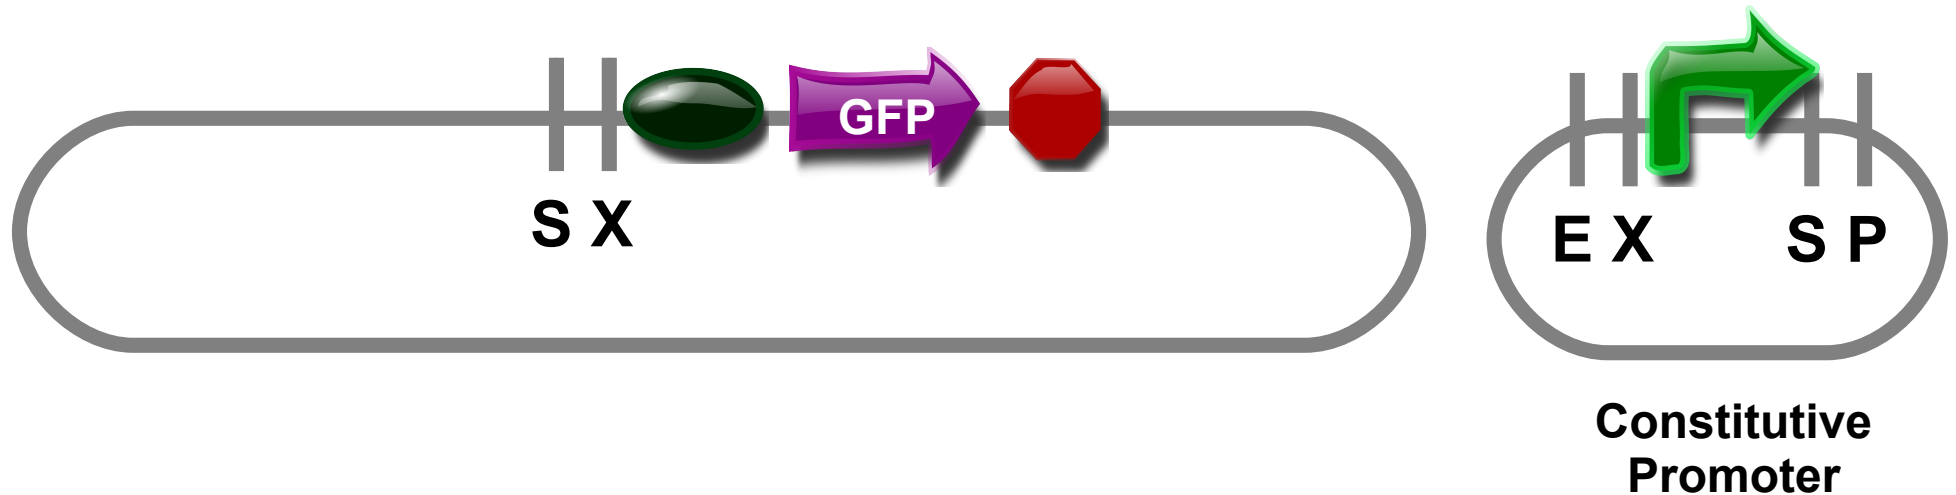 GFP
S X
E X S P
Constitutive
Promoter